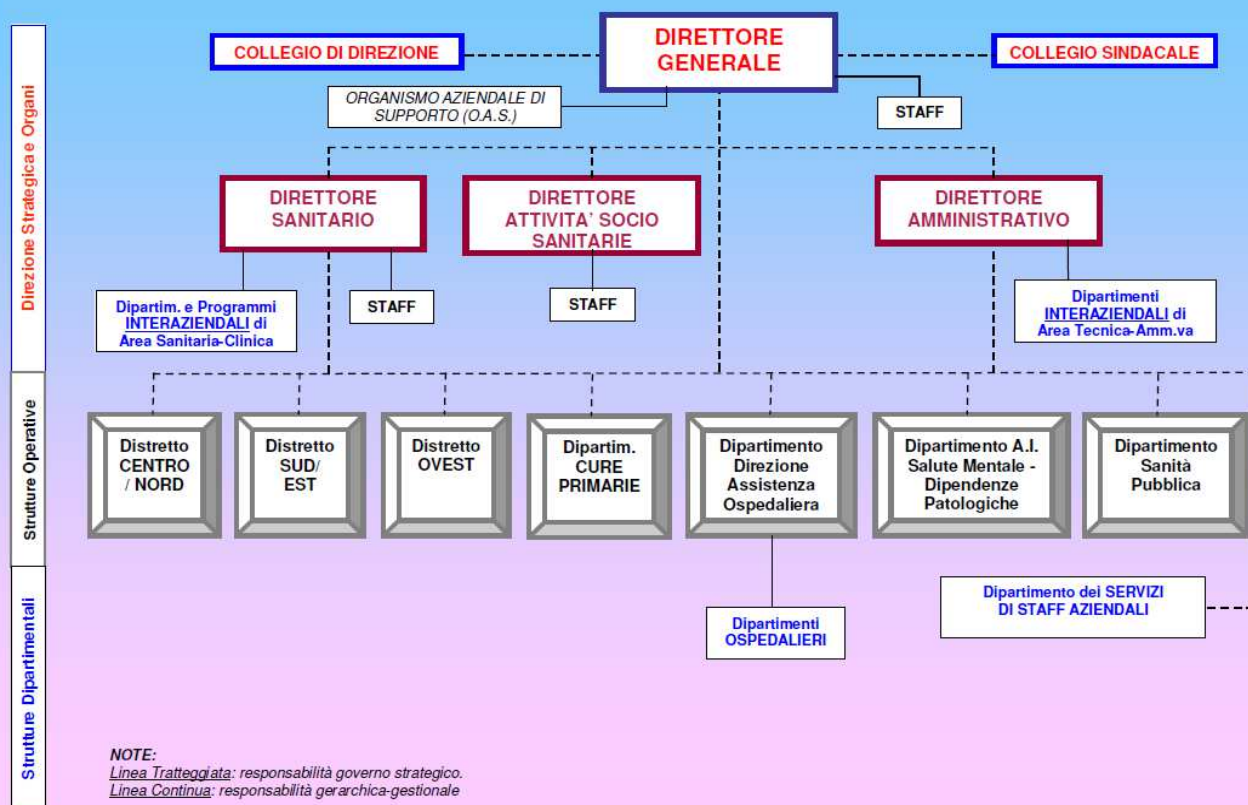 Direzione Strategica e Organi
Strutture Operative
Strutture Dipartimentali
COLLEGIO DI DIREZIONE
DIRETTORE
GENERALE
COLLEGIO SINDACALE
ORGANISMO AZIENDALE DI
SUPPORTO (O.A.S.)
STAFF
DIRETTORE
SANITARIO
DIRETTORE
ATTIVITA' SOCIO
SANITARIE
DIRETTORE
AMMINISTRATIVO
Dipartim. e Programmi
INTERAZIENDALI di
Area Sanitaria-Clinica
STAFF
STAFF
Dipartimenti
INTERAZIENDALI di
Area Tecnica-Amm.va
Distretto
CENTRO
/ NORD
Distretto
SUD/
EST
Distretto
OVEST
Dipartim.
CURE
PRIMARIE
Dipartimento
Direzione
Assistenza
Ospedaliera
Dipartimento A.I.
Salute Mentale -
Dipendenze
Patologiche
Dipartimento
Sanità
Pubblica
Dipartimenti
OSPEDALIERI
Dipartimento dei SERVIZI
DI STAFF AZIENDALI
NOTE:
Linea Tratteggiata: responsabilità governo strategico.
Linea Continua: responsabilità gerarchica-gestionale